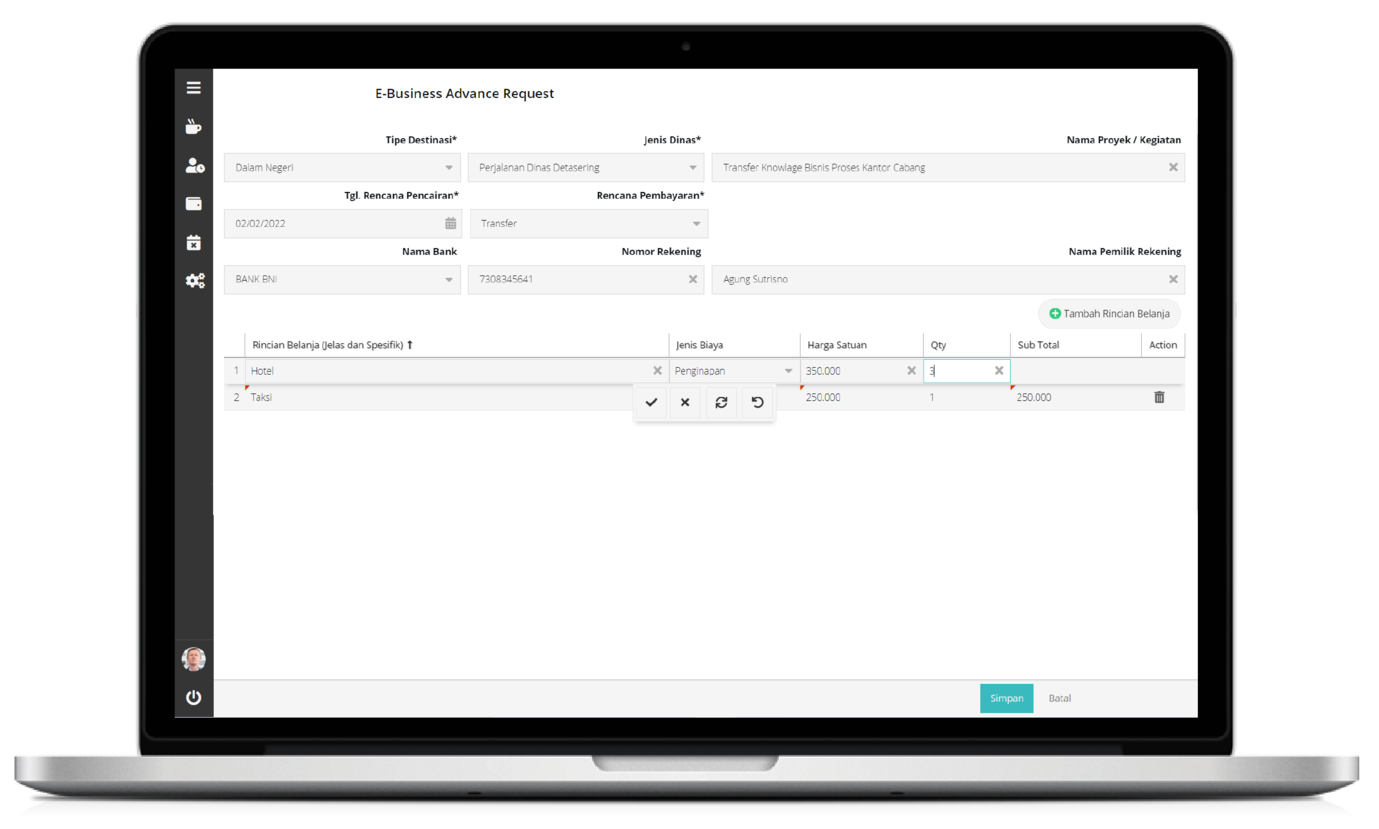 E-Business Advance Request
Tipe Destinasi* Jenis Dinas* Nama Proyek / Kegiatan
Dalam Negeri Perjalanan Dinas Detasering Transfer Knowlage Bisnis Proses Kantor Cabang
Tgl. Rencana Pencairan* Rencana Pembayaran*
02/02/2022 Transfer
Nama Bank Nomor Rekening Nama Pemilik Rekening
BANK BNI 7308345641 Agung Sutrisno
Tambah Rincian Belanja
Rincian Belanja (Jelas dan Spesifik) ↑ Jenis Biaya Harga Satuan Qty Sub Total Action
1 Hotel Penginapan 350.000 3
2 Taksi 250.000 1 250.000
Simpan Batal